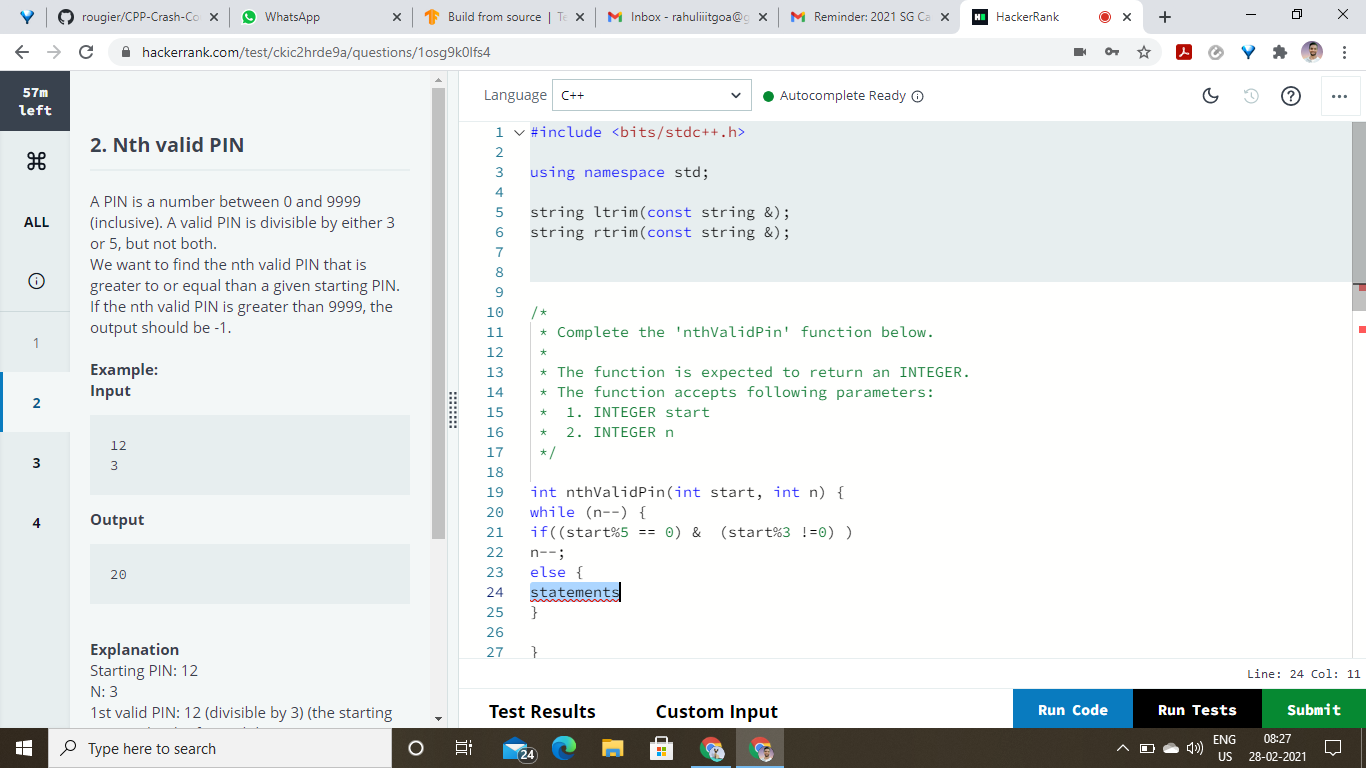 rougier/CPP-Crash-Co
WhatsApp
Build from source | Te
Inbox - rahuliiitgoa@g
Reminder: 2021 SG Ca
HackerRank
hackerrank.com/test/ckic2hrde9a/questions/1osg9k0lfs4
57m
left
ALL
1
2
3
4
2. Nth valid PIN
A PIN is a number between 0 and 9999
(inclusive). A valid PIN is divisible by either 3
or 5, but not both.
We want to find the nth valid PIN that is
greater to or equal than a given starting PIN.
If the nth valid PIN is greater than 9999, the
output should be -1.
Example:
Input
12
3
Output
20
Explanation
Starting PIN: 12
N: 3
1st valid PIN: 12 (divisible by 3) (the starting
Language C++ Autocomplete Ready
1 #include <bits/stdc++.h>
2
3 using namespace std;
4
5 string ltrim(const string &);
6 string rtrim(const string &);
7
8
9
10 /*
11 * Complete the 'nthValidPin' function below.
12 *
13 * The function is expected to return an INTEGER.
14 * The function accepts following parameters:
15 * 1. INTEGER start
16 * 2. INTEGER n
17 */
18
19 int nthValidPin(int start, int n) {
20 while (n--) {
21 if((start%5 == 0) & (start%3 !=0) )
22 n--;
23 else {
24 statements
25 }
26
27 }
Line: 24 Col: 11
Test Results Custom Input Run Code Run Tests Submit
Type here to search
24
ENG
US
08:27
28-02-2021